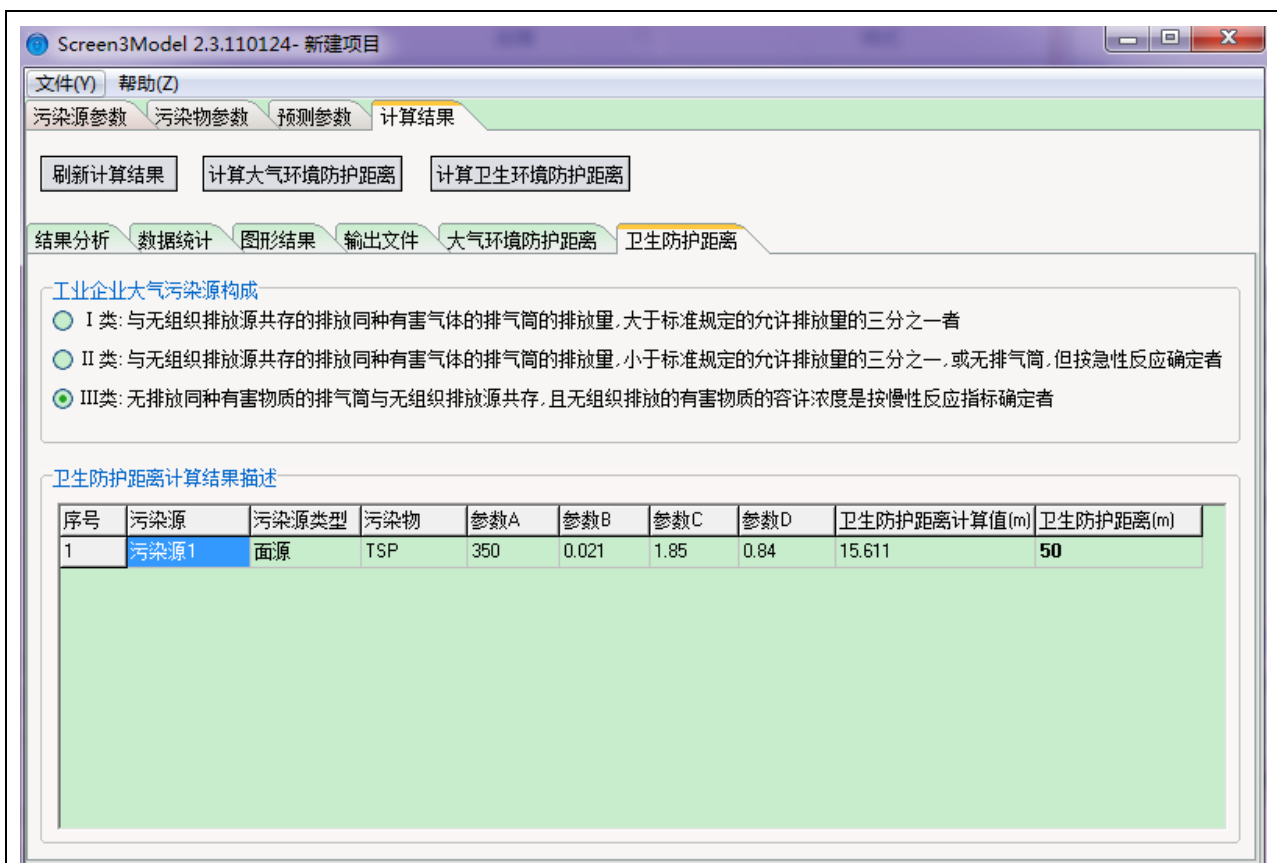 Screen3Model 2.3.110124- 新建项目
文件(Y) 帮助(Z)
污染源参数 污染物参数 预测参数 计算结果
刷新计算结果 计算大气环境防护距离 计算卫生环境防护距离
结果分析 数据统计 图形结果 输出文件 大气环境防护距离 卫生防护距离
工业企业大气污染源构成
I 类: 与无组织排放源共存的排放同种有害气体的排气筒的排放量,大于标准规定的允许排放量的三分之一者
II 类: 与无组织排放源共存的排放同种有害气体的排气筒的排放量,小于标准规定的允许排放量的三分之一,或无排气筒,但按急性反应确定者
III类: 无排放同种有害物质的排气筒与无组织排放源共存,且无组织排放的有害物质的容许浓度是按慢性反应指标确定者
卫生防护距离计算结果描述
序号 污染源 污染源类型 污染物 参数A 参数B 参数C 参数D 卫生防护距离计算值(m) 卫生防护距离(m)
1 污染源1 面源 TSP 350 0.021 1.85 0.84 15.611 50